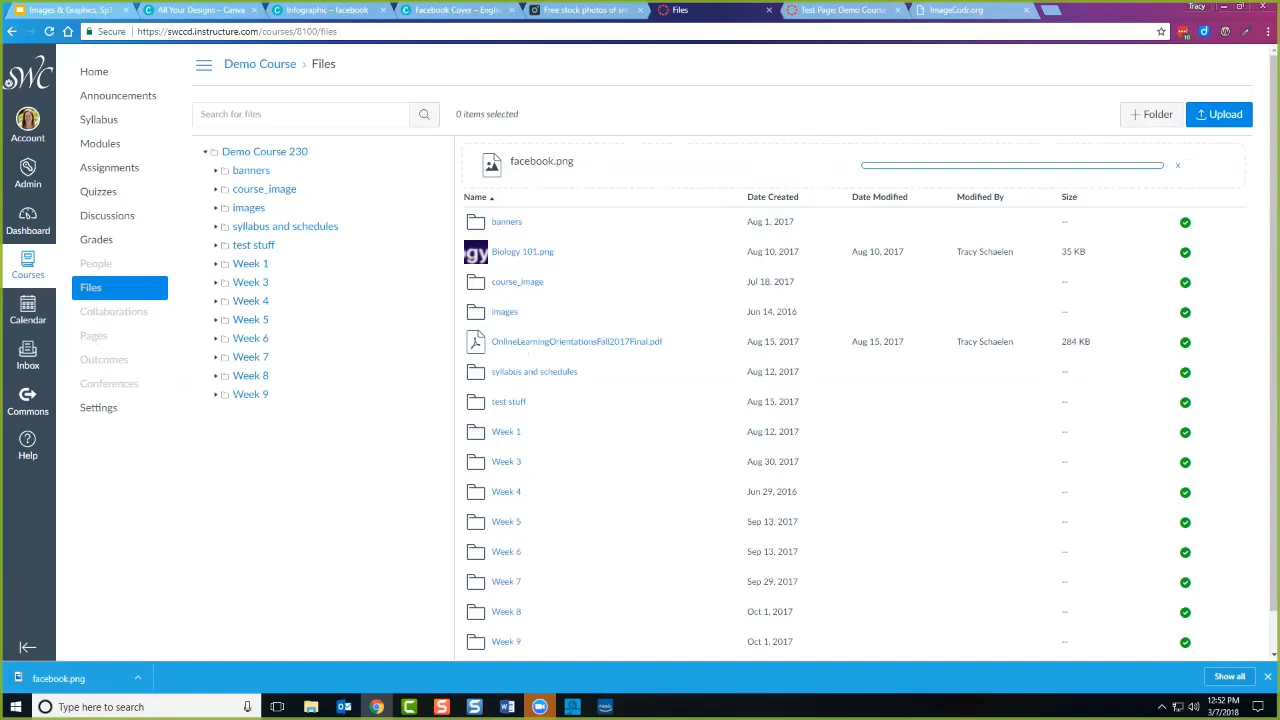 Images & Graphics, Sp1
All Your Designs – Canva
Infographic – facebook
Facebook Cover – Engli
Free stock photos of sm
Files
Test Page: Demo Course
ImageCodr.org
Tracy
Secure
https://swccd.instructure.com/courses/8100/files
SWC
Account
Admin
Dashboard
Courses
Calendar
Inbox
Commons
Help
Home
Announcements
Syllabus
Modules
Assignments
Quizzes
Discussions
Grades
People
Files
Collaborations
Pages
Outcomes
Conferences
Settings
Demo Course › Files
Search for files
0 items selected
+ Folder
Upload
Demo Course 230
banners
course_image
images
syllabus and schedules
test stuff
Week 1
Week 3
Week 4
Week 5
Week 6
Week 7
Week 8
Week 9
facebook.png
x
Name Date Created Date Modified Modified By Size
banners Aug 1, 2017 --
Biology 101.png Aug 10, 2017 Aug 10, 2017 Tracy Schaelen 35 KB
course_image Jul 18, 2017 --
images Jun 14, 2016 --
OnlineLearningOrientationsFall2017Final.pdf Aug 15, 2017 Aug 15, 2017 Tracy Schaelen 284 KB
syllabus and schedules Aug 12, 2017 --
test stuff Aug 15, 2017 --
Week 1 Aug 12, 2017 --
Week 3 Aug 30, 2017 --
Week 4 Jun 29, 2016 --
Week 5 Sep 13, 2017 --
Week 6 Sep 13, 2017 --
Week 7 Sep 29, 2017 --
Week 8 Oct 1, 2017 --
Week 9 Oct 1, 2017 --
facebook.png
Show all
Type here to search
12:52 PM
3/7/2018